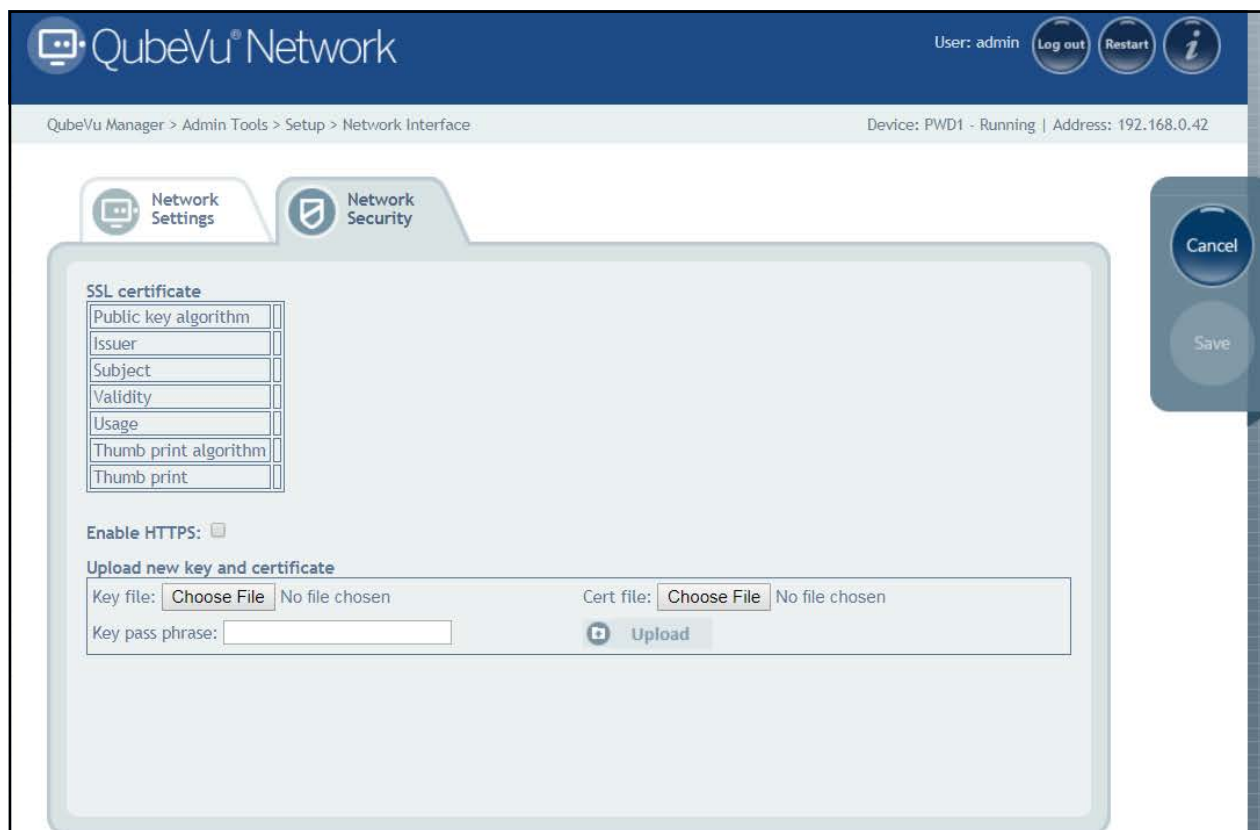 QubeVu® Network
User: admin
Log out
Restart
i
QubeVu Manager > Admin Tools > Setup > Network Interface
Device: PWD1 - Running | Address: 192.168.0.42
Network
Settings
Network
Security
Cancel
Save
SSL certificate
Public key algorithm
Issuer
Subject
Validity
Usage
Thumb print algorithm
Thumb print
Enable HTTPS:
Upload new key and certificate
Key file: Choose File No file chosen
Cert file: Choose File No file chosen
Key pass phrase:
Upload